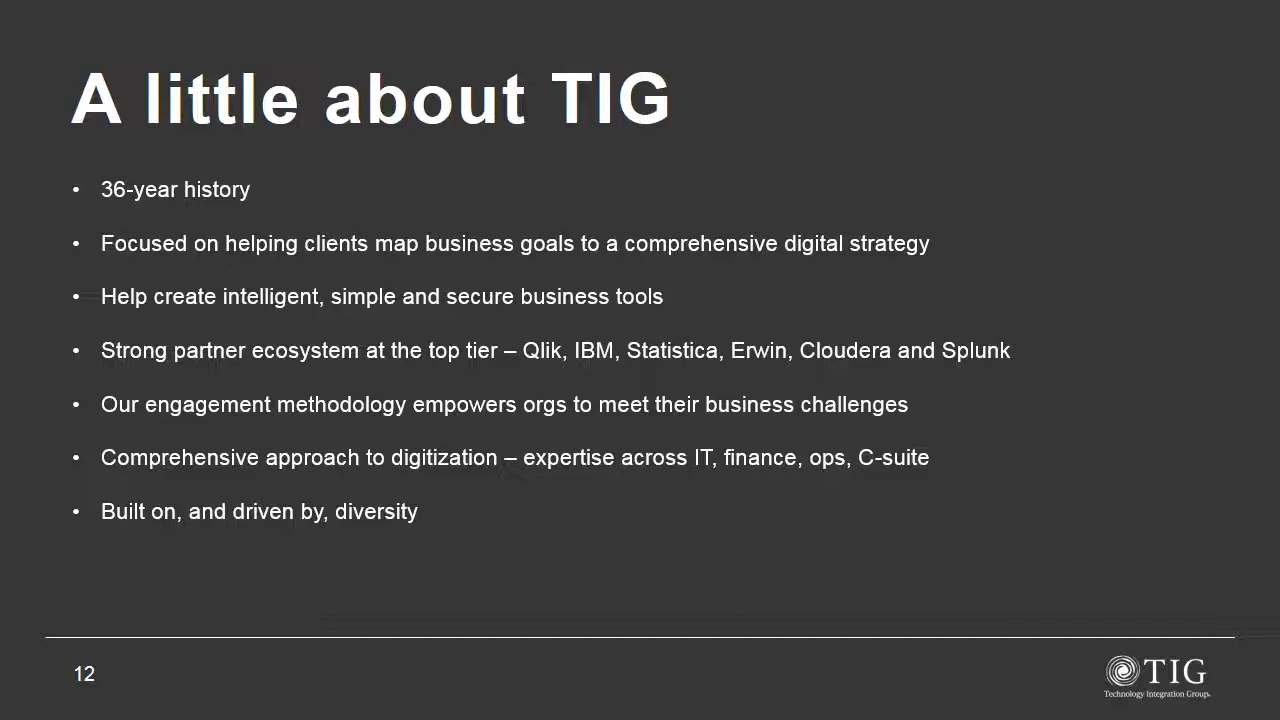 A little about TIG
• 36-year history
• Focused on helping clients map business goals to a comprehensive digital strategy
• Help create intelligent, simple and secure business tools
• Strong partner ecosystem at the top tier – Qlik, IBM, Statistica, Erwin, Cloudera and Splunk
• Our engagement methodology empowers orgs to meet their business challenges
• Comprehensive approach to digitization – expertise across IT, finance, ops, C-suite
• Built on, and driven by, diversity
12
TIG
Technology Integration Group.